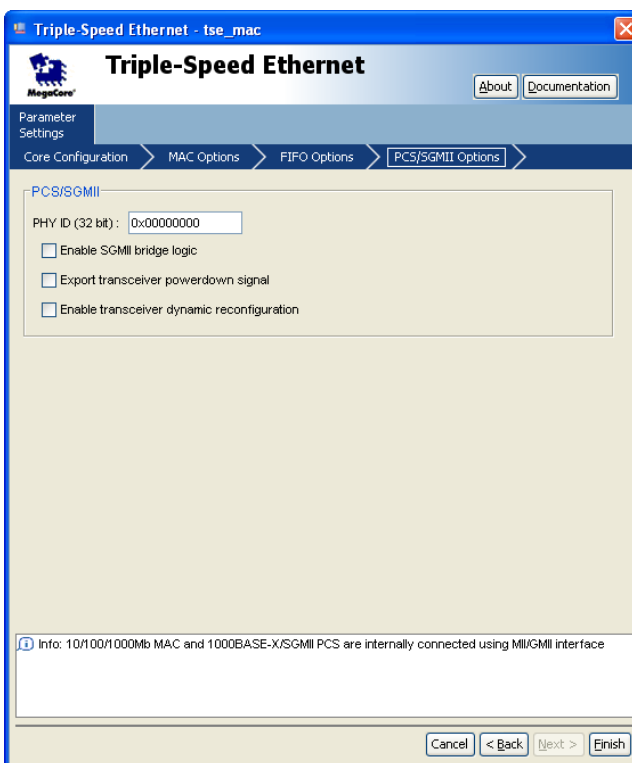 Triple-Speed Ethernet - tse_mac
Triple-Speed Ethernet
MegaCore'
About
Documentation
Parameter
Settings
Core Configuration
MAC Options
FIFO Options
PCS/SGMII Options
PCS/SGMII
PHY ID (32 bit) : 0x00000000
Enable SGMII bridge logic
Export transceiver powerdown signal
Enable transceiver dynamic reconfiguration
Info: 10/100/1000Mb MAC and 1000BASE-X/SGMII PCS are internally connected using MII/GMII interface
Cancel
< Back
Next >
Finish